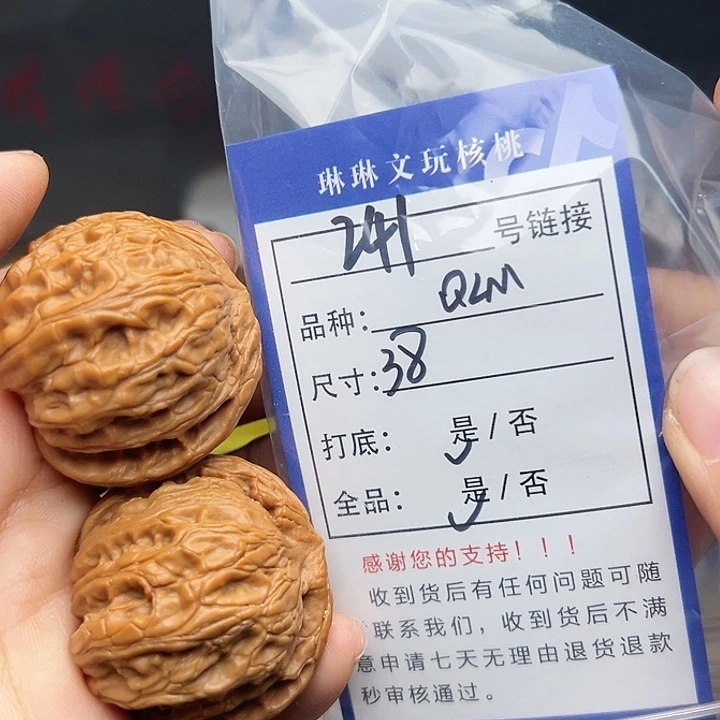 琳琳文玩核桃
241 号链接
品种: QLM
尺寸: 38
打底: 是 / 否
全品: 是 / 否
感谢您的支持！！！
收到货后有任何问题可随
联系我们，收到货后不满
意申请七天无理由退货退款
秒审核通过。